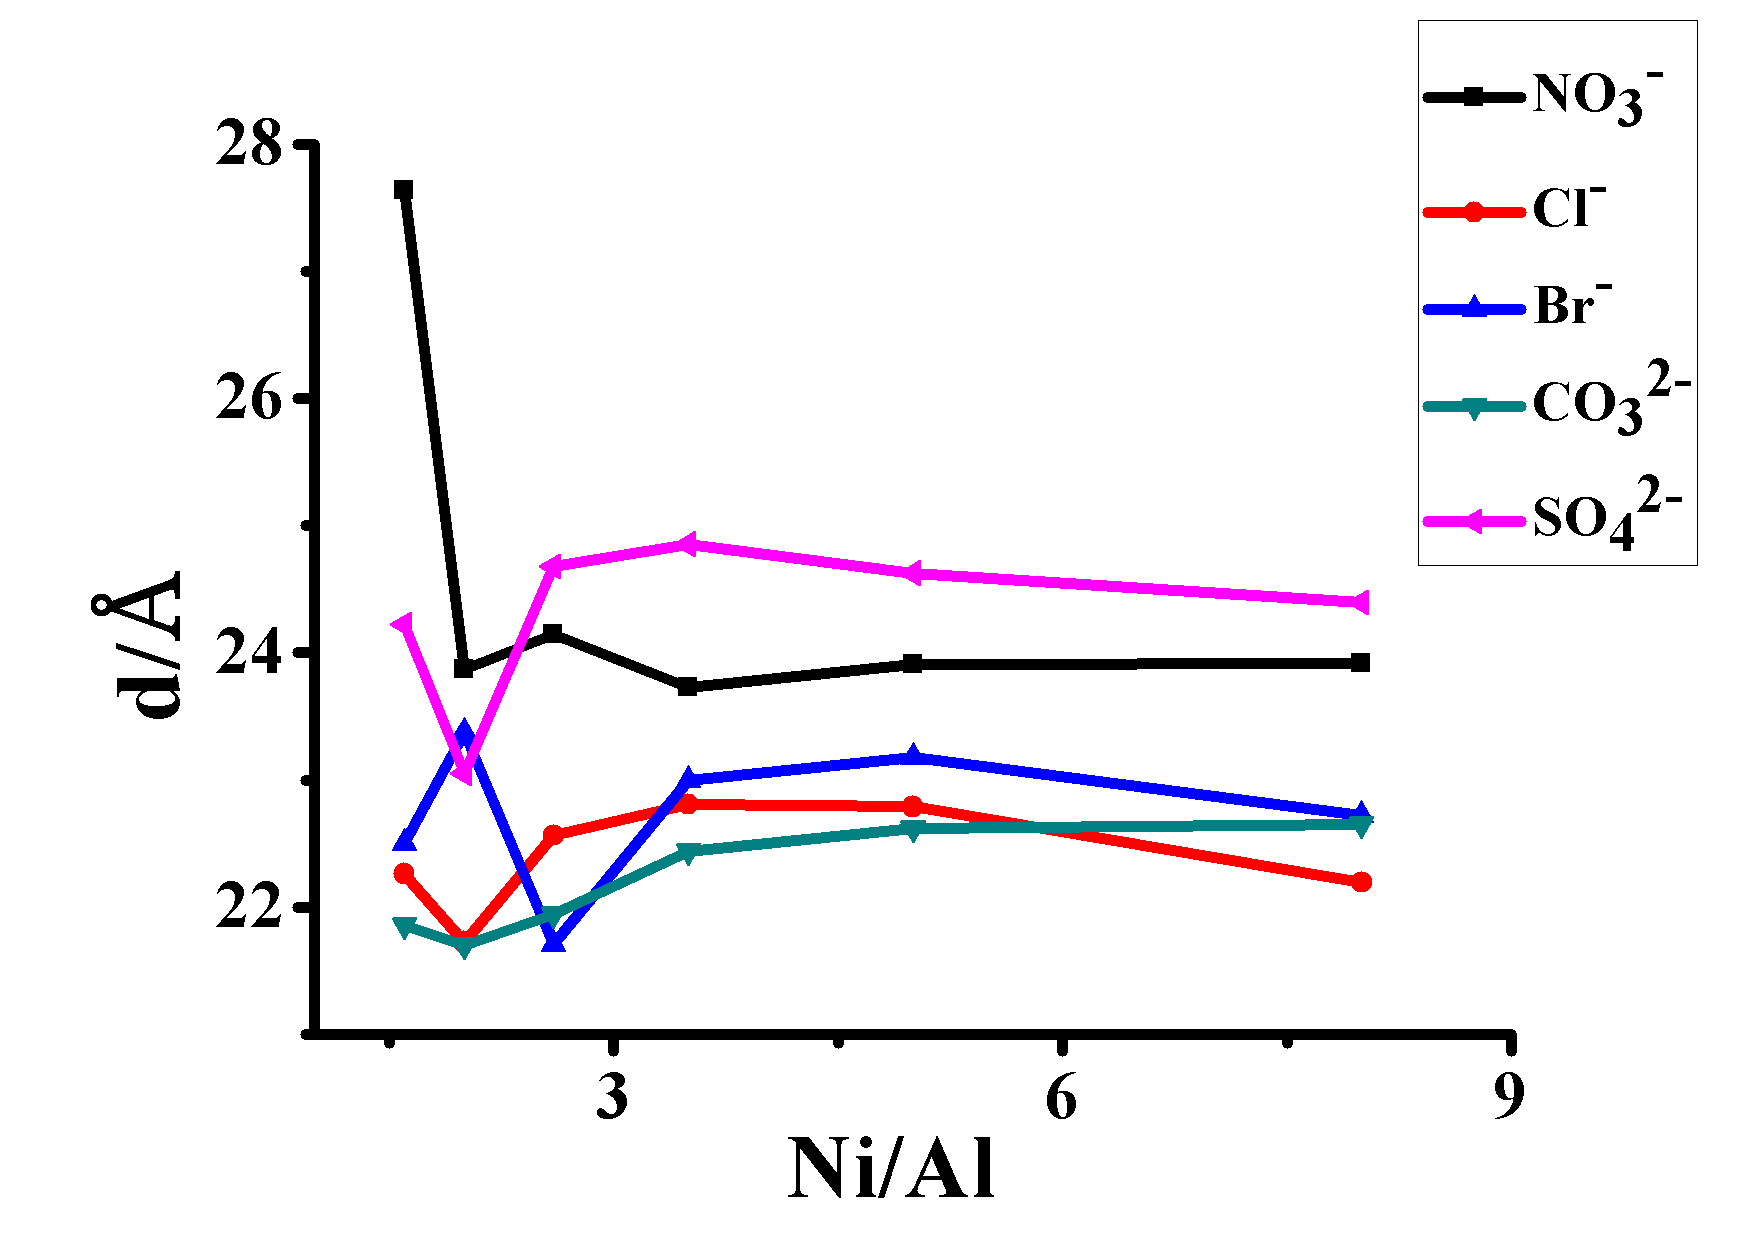 NO₃⁻
Cl⁻
Br⁻
CO₃²⁻
SO₄²⁻
28
26
24
22
d/Å
3
6
9
Ni/Al